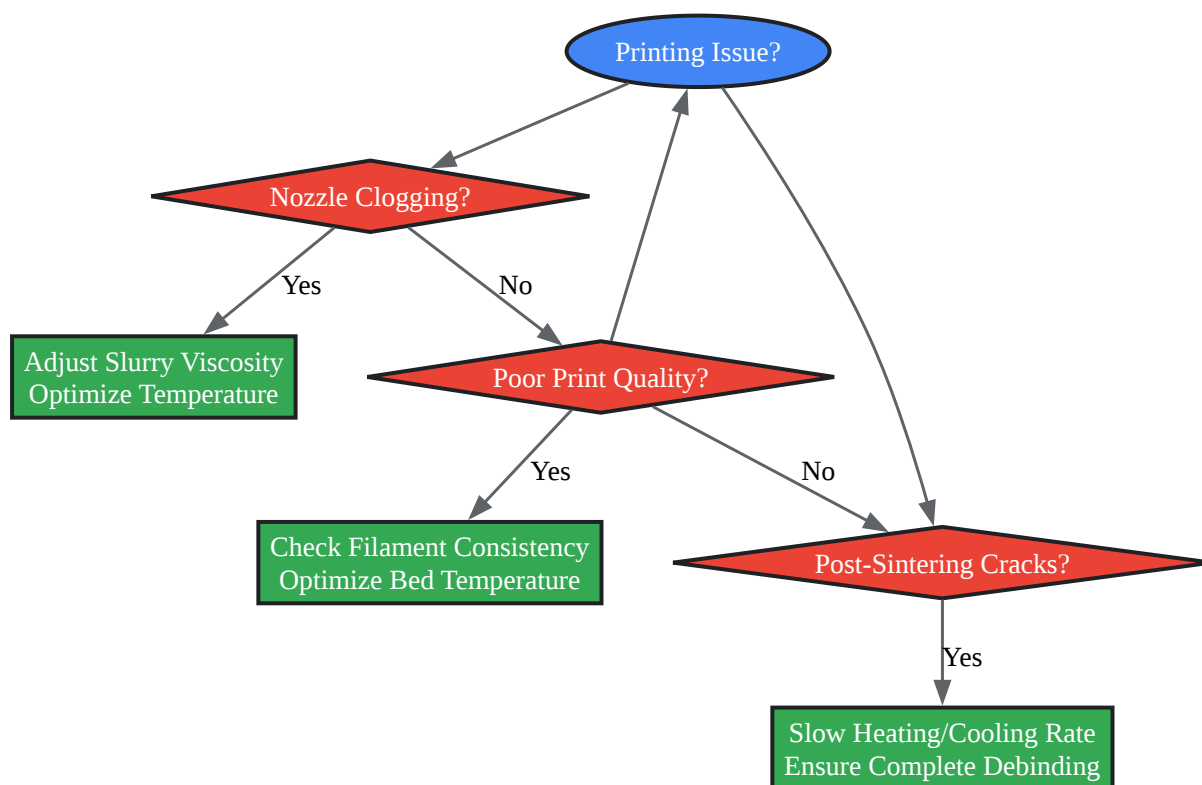 Printing Issue?
Nozzle Clogging?
Yes
No
Adjust Slurry Viscosity
Optimize Temperature
Poor Print Quality?
Yes
No
Check Filament Consistency
Optimize Bed Temperature
Post-Sintering Cracks?
Yes
Slow Heating/Cooling Rate
Ensure Complete Debinding